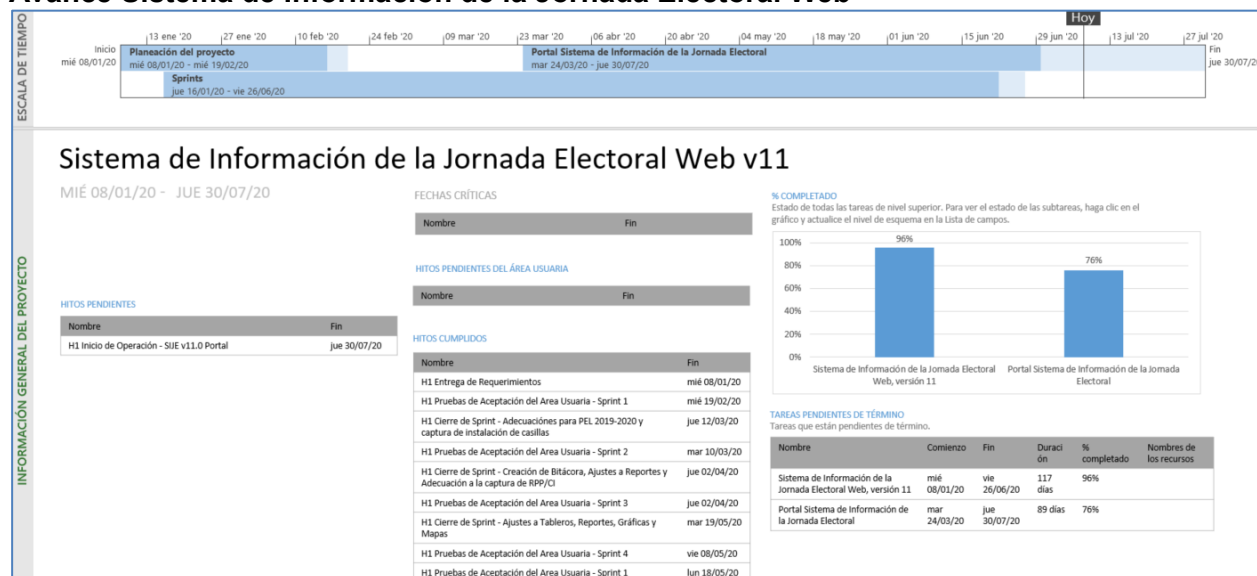 Avance Sistema de Información de la Jornada Electoral Web
ESCALA DE TIEMPO
Hoy
13 ene '20 27 ene '20 10 feb '20 24 feb '20 09 mar '20 23 mar '20 06 abr '20 20 abr '20 04 may '20 18 may '20 01 jun '20 15 jun '20 29 jun '20 13 jul '20 27 jul '20
Inicio
mié 08/01/20
Planeación del proyecto
mié 08/01/20 - mié 19/02/20
Portal Sistema de Información de la Jornada Electoral
mar 24/03/20 - jue 30/07/20
Fin
jue 30/07/20
Sprints
jue 16/01/20 - vie 26/06/20
INFORMACIÓN GENERAL DEL PROYECTO
Sistema de Información de la Jornada Electoral Web v11
MIÉ 08/01/20 - JUE 30/07/20
HITOS PENDIENTES
Nombre Fin
H1 Inicio de Operación - SIJE v11.0 Portal jue 30/07/20
FECHAS CRÍTICAS
Nombre Fin
HITOS PENDIENTES DEL ÁREA USUARIA
Nombre Fin
HITOS CUMPLIDOS
Nombre Fin
H1 Entrega de Requerimientos mié 08/01/20
H1 Pruebas de Aceptación del Area Usuaria - Sprint 1 mié 19/02/20
H1 Cierre de Sprint - Adecuaciónes para PEL 2019-2020 y jue 12/03/20
captura de instalación de casillas
H1 Pruebas de Aceptación del Area Usuaria - Sprint 2 mar 10/03/20
H1 Cierre de Sprint - Creación de Bitácora, Ajustes a Reportes y jue 02/04/20
Adecuación a la captura de RPP/CI
H1 Pruebas de Aceptación del Area Usuaria - Sprint 3 jue 02/04/20
H1 Cierre de Sprint - Ajustes a Tableros, Reportes, Gráficas y mar 19/05/20
Mapas
H1 Pruebas de Aceptación del Area Usuaria - Sprint 4 vie 08/05/20
H1 Pruebas de Aceptación del Area Usuaria - Sprint 1 lun 18/05/20
% COMPLETADO
Estado de todas las tareas de nivel superior. Para ver el estado de las subtareas, haga clic en el
gráfico y actualice el nivel de esquema en la Lista de campos.
100%
80%
60%
40%
20%
0%
96%
76%
Sistema de Información de la Jornada Electoral
Web, versión 11
Portal Sistema de Información de la Jornada
Electoral
TAREAS PENDIENTES DE TÉRMINO
Tareas que están pendientes de término.
Nombre Comienzo Fin Duraci % Nombres de
ón completado los recursos
Sistema de Información de la mié vie 117 96%
Jornada Electoral Web, versión 11 08/01/20 26/06/20 días
Portal Sistema de Información de mar jue 89 días 76%
la Jornada Electoral 24/03/20 30/07/20